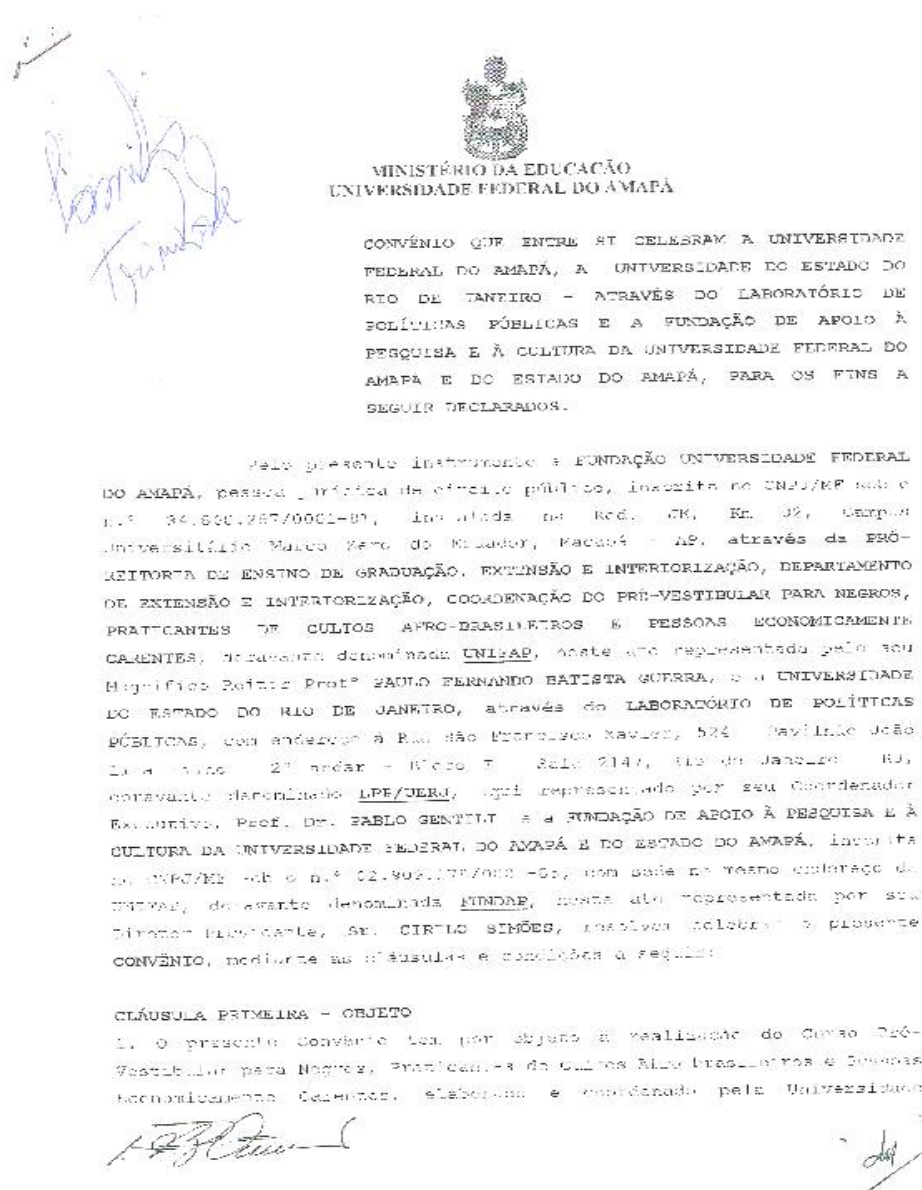 MINISTÉRIO DA EDUCAÇÃO
UNIVERSIDADE FEDERAL DO AMAPÁ
CONVÊNIO QUE ENTRE SI CELEBRAM A UNIVERSIDADE
FEDERAL DO AMAPÁ, A UNIVERSIDADE DO ESTADO DO
RIO DE JANEIRO - ATRAVÉS DO LABORATÓRIO DE
POLÍTICAS PÚBLICAS E A FUNDAÇÃO DE APOIO À
PESQUISA E À CULTURA DA UNIVERSIDADE FEDERAL DO
AMAPÁ E DO ESTADO DO AMAPÁ, PARA OS FINS A
SEGUIR DECLARADOS.
Pelo presente instrumento a FUNDAÇÃO UNIVERSIDADE FEDERAL
DO AMAPÁ, pessoa jurídica de direito público, inscrita no CNPJ/MF sob o
n.º instalada na Rod. JK, Km 02, Campus
Universitário Marco Zero do Equador, Macapá - AP, através da PRÓ-
REITORIA DE ENSINO DE GRADUAÇÃO, EXTENSÃO E INTERIORIZAÇÃO, DEPARTAMENTO
DE EXTENSÃO E INTERIORIZAÇÃO, COORDENAÇÃO DO PRÉ-VESTIBULAR PARA NEGROS,
PRATICANTES DE CULTOS AFRO-BRASILEIROS E PESSOAS ECONOMICAMENTE
CARENTES, doravante denominada UNIFAP, neste ato representada pelo seu
Magnífico Reitor Profº PAULO FERNANDO BATISTA GUERRA, e a UNIVERSIDADE
DO ESTADO DO RIO DE JANEIRO, através do LABORATÓRIO DE POLÍTICAS
PÚBLICAS, com endereço à Rua São Francisco Xavier, 524 - Pavilhão João
2º andar - Bloco - Sala 2147, Rio de Janeiro - RJ,
doravante denominado LPP/UERJ, aqui representado por seu Coordenador
Executivo, Prof. Dr. PABLO GENTILI e a FUNDAÇÃO DE APOIO À PESQUISA E À
CULTURA DA UNIVERSIDADE FEDERAL DO AMAPÁ E DO ESTADO DO AMAPÁ, inscrita
no CNPJ/MF sob o n.º com sede no mesmo endereço da
UNIFAP, doravante denominada FUNDAP, neste ato representada por seu
Diretor Presidente, Sr. CIRILO SIMÕES, resolvem celebrar o presente
CONVÊNIO, mediante as cláusulas e condições a seguir:
CLÁUSULA PRIMEIRA - OBJETO
1. O presente Convênio tem por objeto a realização do Curso Pré-
Vestibular para Negros, Praticantes de Cultos Afro-brasileiros e Pessoas
Economicamente Carentes, elaborado e coordenado pela Universidade